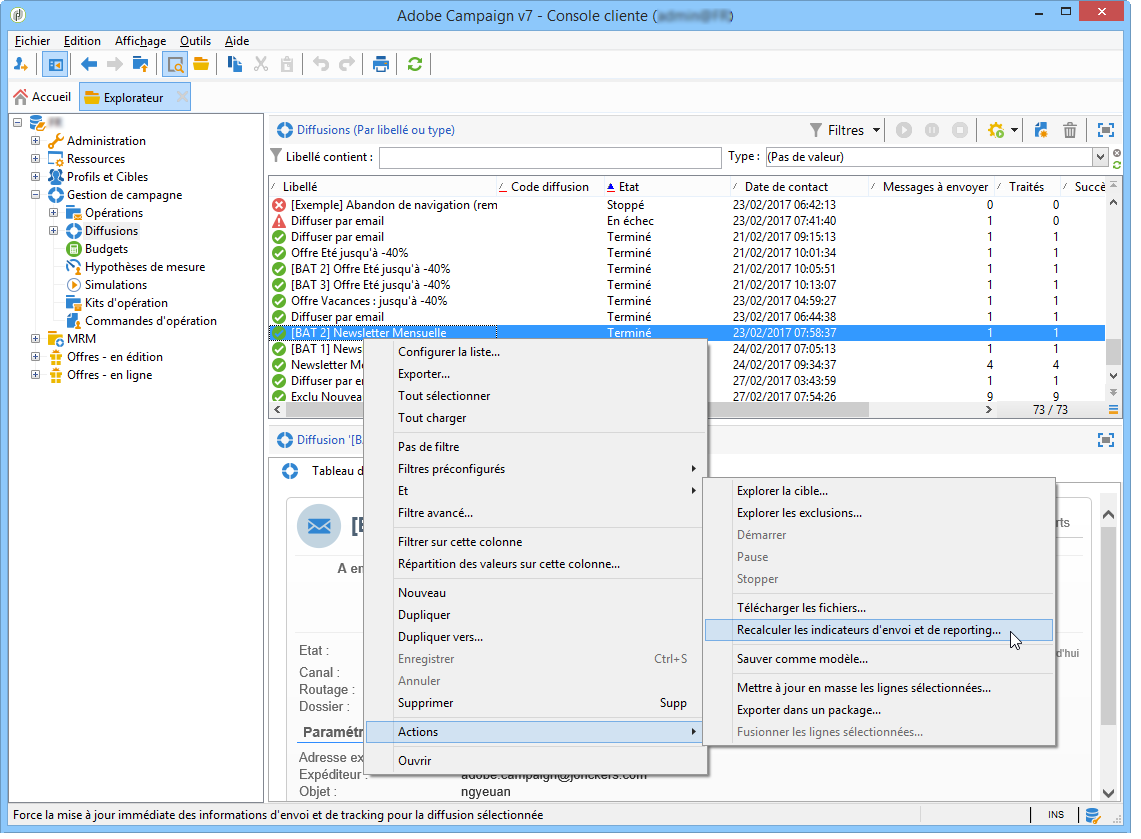 Adobe Campaign v7 - Console cliente (
Fichier Edition Affichage Outils Aide
Accueil Explorateur
Administration
Ressources
Profils et Cibles
Gestion de campagne
Opérations
Diffusions
Budgets
Hypothèses de mesure
Simulations
Kits d'opération
Commandes d'opération
MRM
Offres - en édition
Offres - en ligne
Diffusions (Par libellé ou type) Filtres
Libellé contient : Type : (Pas de valeur)
Libellé Code diffusion Etat Date de contact Messages à envoyer Traités Succè
[Exemple] Abandon de navigation (rem Stoppé 23/02/2017 06:42:13 0 0
Diffuser par email En échec 23/02/2017 07:41:40 1 0
Diffuser par email Terminé 21/02/2017 09:15:13 1 1
Offre Eté jusqu'à -40% Terminé 21/02/2017 10:01:34 1 1
[BAT 2] Offre Eté jusqu'à -40% Terminé 21/02/2017 10:05:51 1 1
[BAT 3] Offre Eté jusqu'à -40% Terminé 21/02/2017 10:13:07 1 1
Offre Vacances : jusqu'à -40% Terminé 23/02/2017 04:59:27 1 1
Diffuser par email Terminé 23/02/2017 06:44:38 1 1
[BAT 2] Newsletter Mensuelle Terminé 23/02/2017 07:58:37 1 1
[BAT 1] News 24/02/2017 07:05:13 1 1
Newsletter Me 24/02/2017 09:34:37 4 4
Diffuser par en 27/02/2017 03:43:59 1 1
Exclu Nouveau 27/02/2017 07:54:26 9 9
73 / 73
Diffusion '[BA
Tableau d
[B
rts
A en
Etat :
d'hui
Canal :
Routage :
Dossier :
Paramétr
Adresse ex
Expéditeur : adobe.campaign@jonckers.com
Objet : ngyeuan
Configurer la liste...
Exporter...
Tout sélectionner
Tout charger
Pas de filtre
Filtres préconfigurés
Et
Filtre avancé...
Filtrer sur cette colonne
Répartition des valeurs sur cette colonne...
Nouveau
Dupliquer
Dupliquer vers...
Enregistrer Ctrl+S
Annuler
Supprimer Supp
Actions
Ouvrir
Explorer la cible...
Explorer les exclusions...
Démarrer
Pause
Stopper
Télécharger les fichiers...
Recalculer les indicateurs d'envoi et de reporting...
Sauver comme modèle...
Mettre à jour en masse les lignes sélectionnées...
Exporter dans un package...
Fusionner les lignes sélectionnées...
Force la mise à jour immédiate des informations d'envoi et de tracking pour la diffusion sélectionnée INS